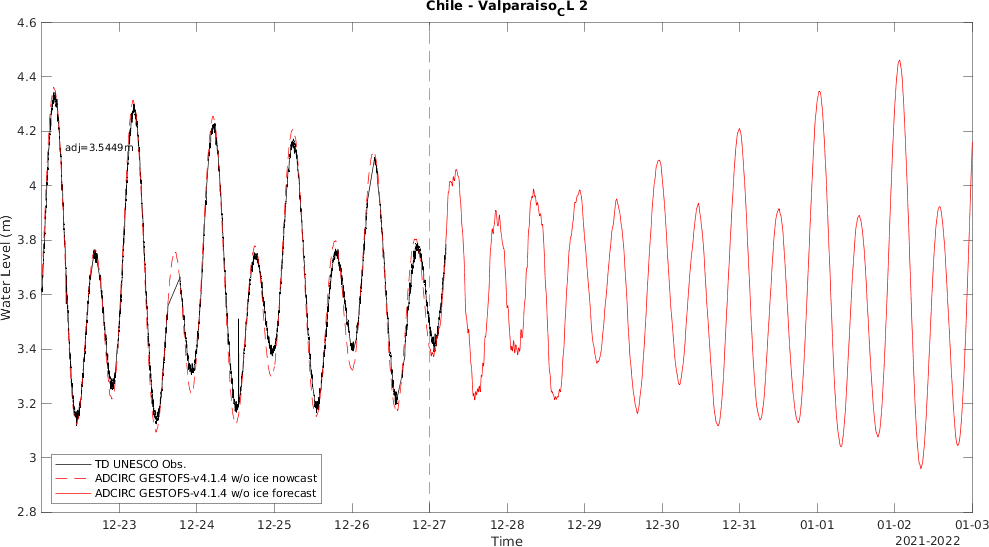 Chile - Valparaiso_CL 2
4.6
4.4
4.2
4
3.8
3.6
3.4
3.2
3
2.8
Water Level (m)
adj=3.5449m
TD UNESCO Obs.
ADCIRC GESTOFS-v4.1.4 w/o ice nowcast
ADCIRC GESTOFS-v4.1.4 w/o ice forecast
12-23 12-24 12-25 12-26 12-27 12-28 12-29 12-30 12-31 01-01 01-02 01-03
Time
2021-2022